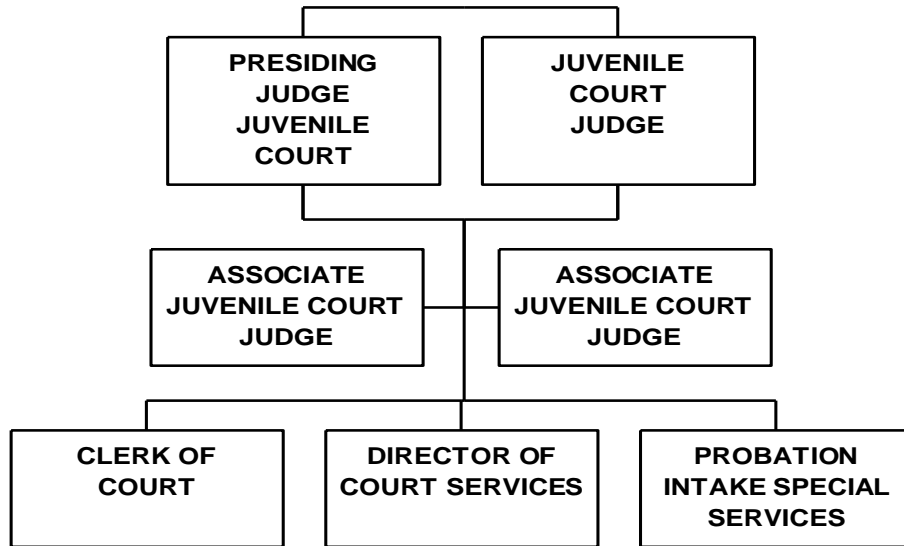 PRESIDING
JUDGE
JUVENILE
COURT
JUVENILE
COURT
JUDGE
ASSOCIATE
JUVENILE COURT
JUDGE
ASSOCIATE
JUVENILE COURT
JUDGE
CLERK OF
COURT
DIRECTOR OF
COURT SERVICES
PROBATION
INTAKE SPECIAL
SERVICES